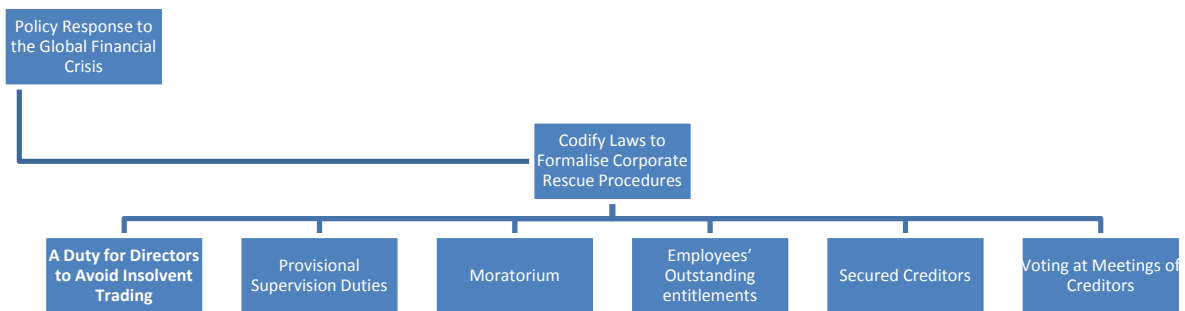 Policy Response to
the Global Financial
Crisis
Codify Laws to
Formalise Corporate
Rescue Procedures
A Duty for Directors
to Avoid Insolvent
Trading
Provisional
Supervision Duties
Moratorium
Employees’
Outstanding
entitlements
Secured Creditors
Voting at Meetings of
Creditors